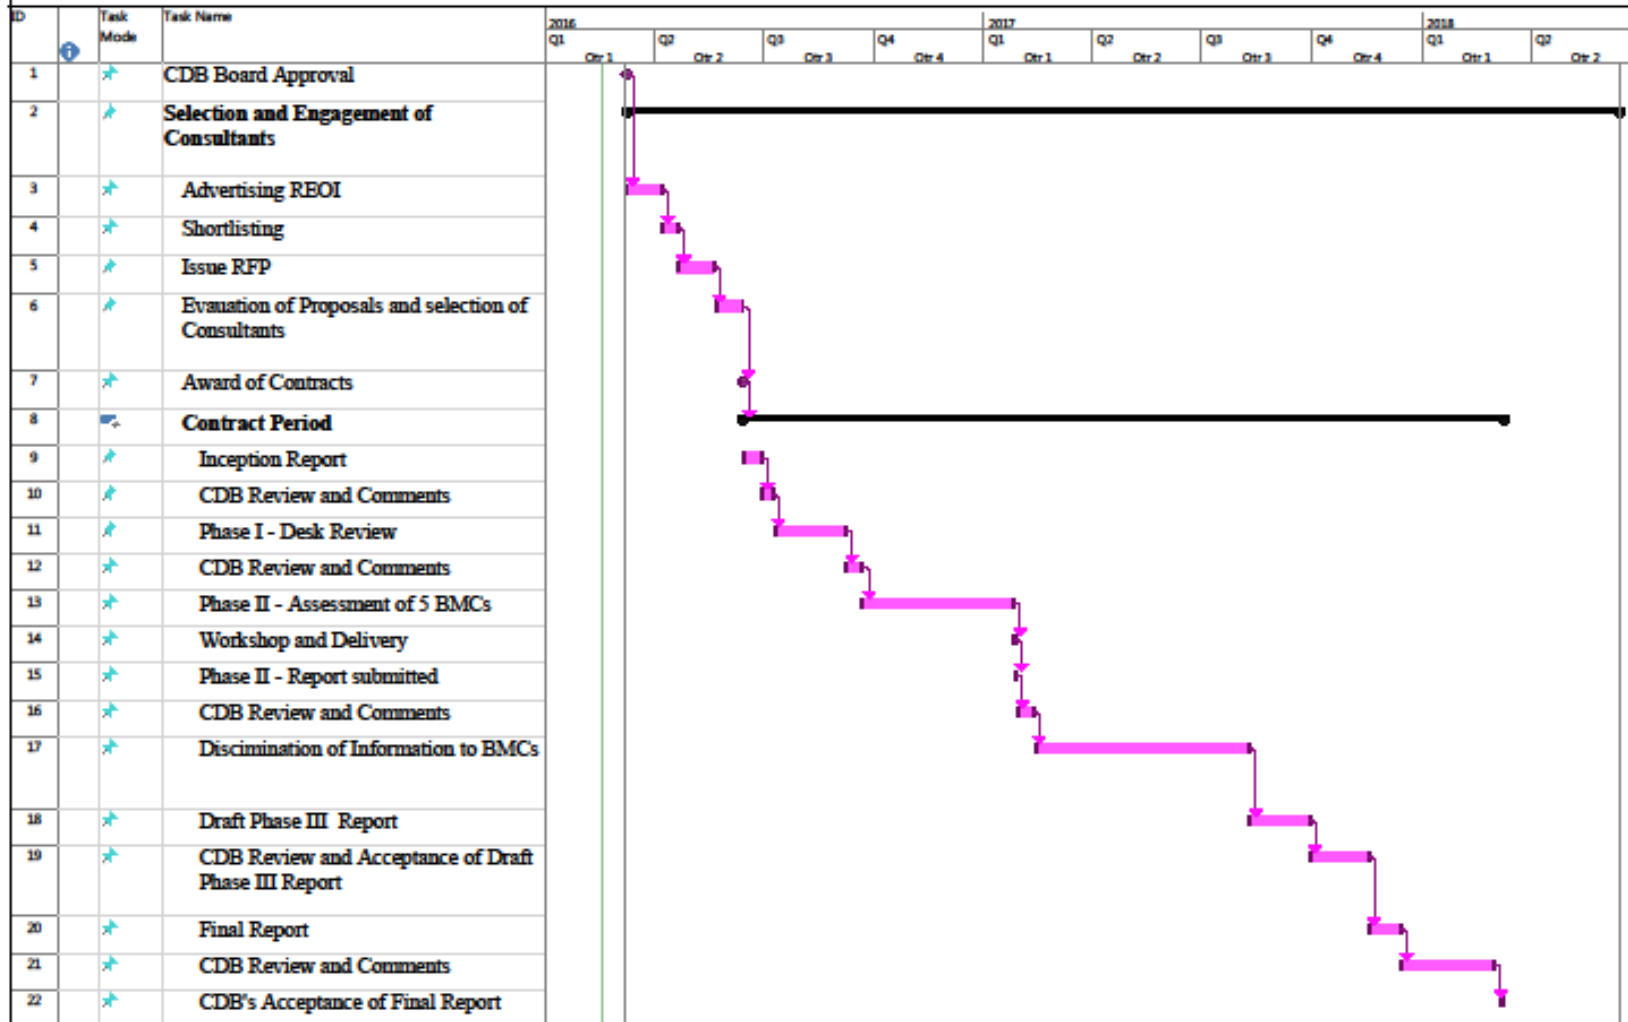 ID Task Mode Task Name
2016 2017 2018
Q1 Q2 Q3 Q4 Q1 Q2 Q3 Q4 Q1 Q2
Qtr 1 Qtr 2 Qtr 3 Qtr 4 Qtr 1 Qtr 2 Qtr 3 Qtr 4 Qtr 1 Qtr 2
1 CDB Board Approval
2 Selection and Engagement of
Consultants
3 Advertising REOI
4 Shortlisting
5 Issue RFP
6 Evauation of Proposals and selection of
Consultants
7 Award of Contracts
8 Contract Period
9 Inception Report
10 CDB Review and Comments
11 Phase I - Desk Review
12 CDB Review and Comments
13 Phase II - Assessment of 5 BMCs
14 Workshop and Delivery
15 Phase II - Report submitted
16 CDB Review and Comments
17 Discimination of Information to BMCs
18 Draft Phase III Report
19 CDB Review and Acceptance of Draft
Phase III Report
20 Final Report
21 CDB Review and Comments
22 CDB's Acceptance of Final Report